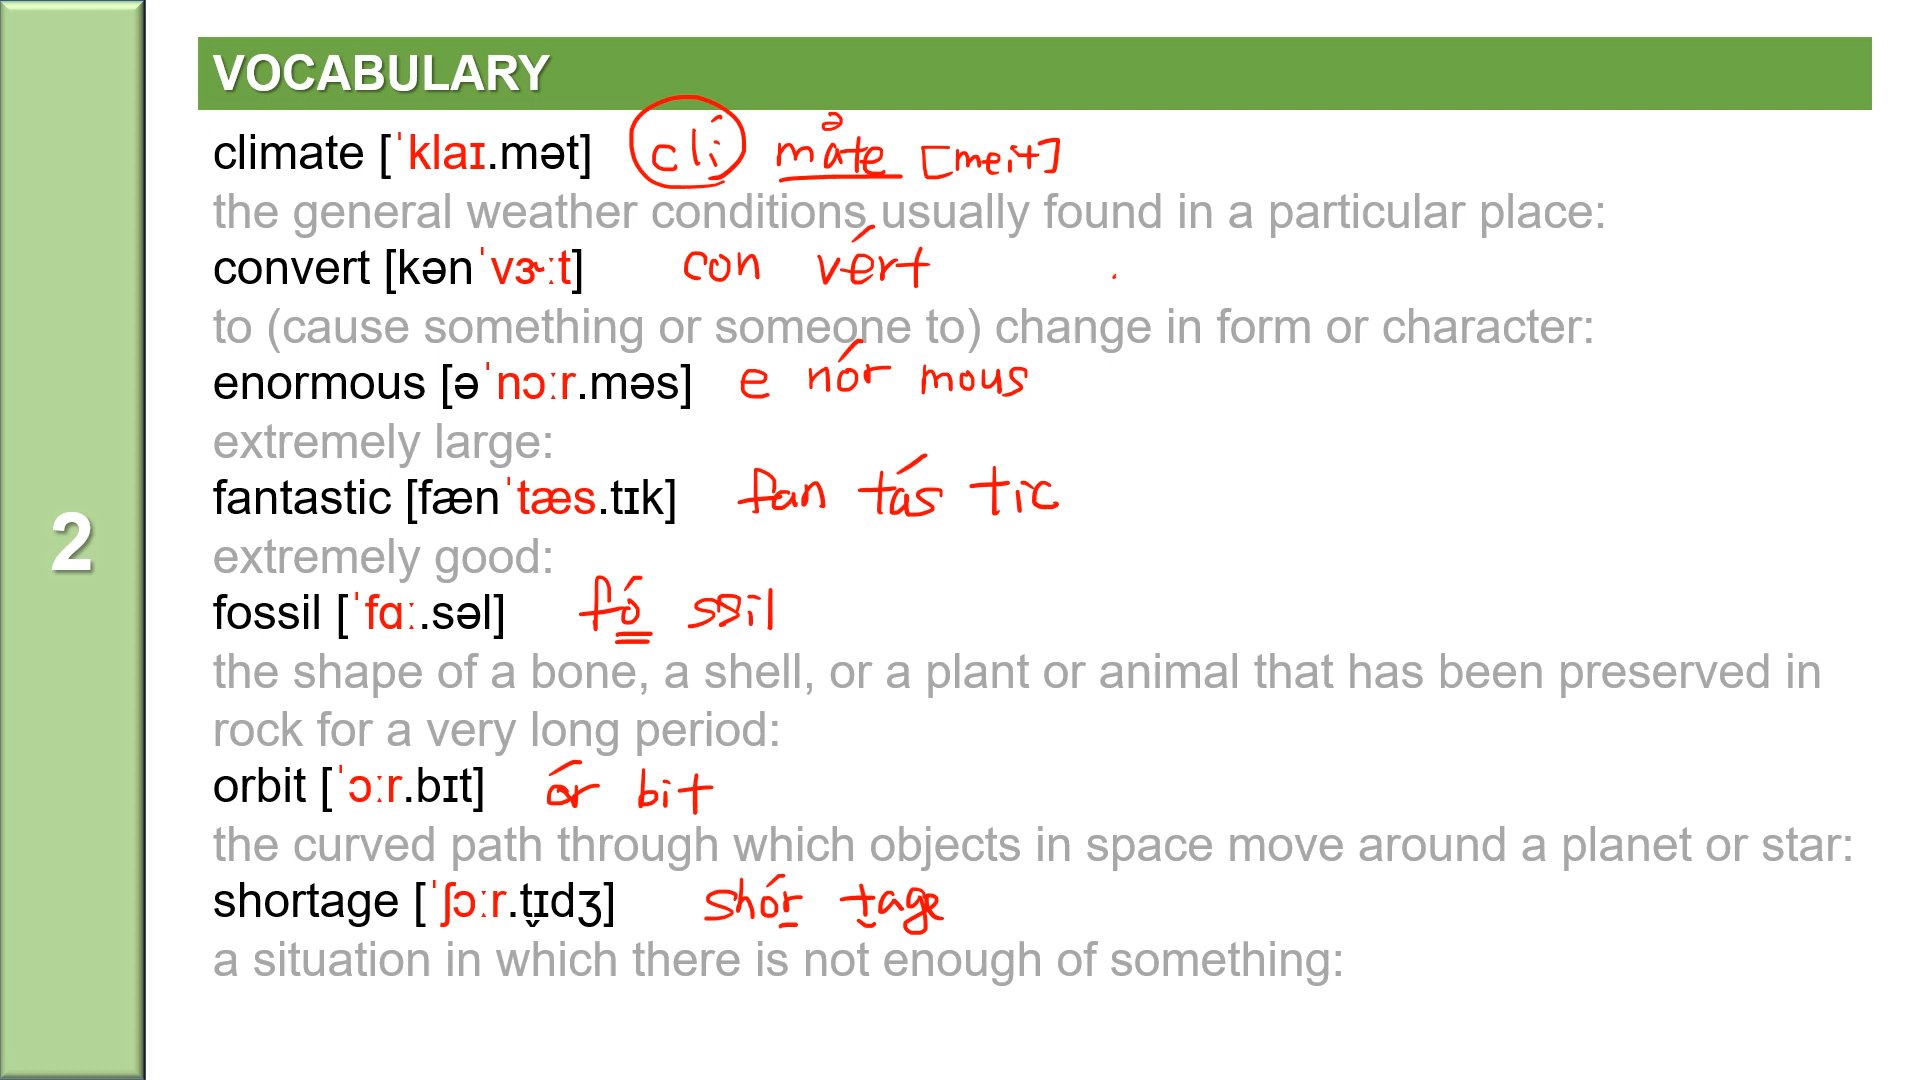 VOCABULARY
climate [ˈklaɪ.mət] clí māte ə [meit]
the general weather conditions usually found in a particular place:
convert [kənˈvɝːt] con vért
to (cause something or someone to) change in form or character:
enormous [əˈnɔːr.məs] e nór mous
extremely large:
fantastic [fænˈtæs.tɪk] fan tás tic
extremely good:
fossil [ˈfɑː.səl] fó ssil
the shape of a bone, a shell, or a plant or animal that has been preserved in
rock for a very long period:
2
orbit [ˈɔːr.bɪt] ór bit
the curved path through which objects in space move around a planet or star:
shortage [ˈʃɔːr.t̬ɪdʒ] shór t̬age
a situation in which there is not enough of something: